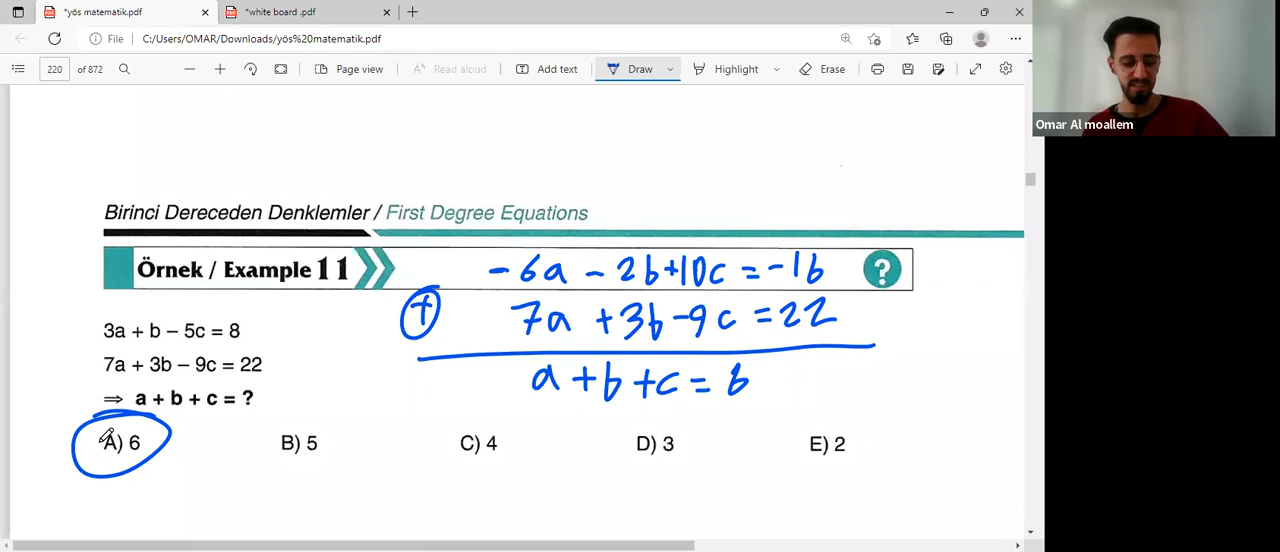 *yös matematik.pdf
*white board .pdf
File C:/Users/OMAR/Downloads/yös%20matematik.pdf
220 of 872 Page view Read aloud Add text Draw Highlight Erase
Omar Al moallem
Birinci Dereceden Denklemler / First Degree Equations
Örnek / Example 11 ?
-6a - 2b + 10c = -16
+ 7a + 3b - 9c = 22
a + b + c = 6
3a + b – 5c = 8
7a + 3b – 9c = 22
⇒ a + b + c = ?
A) 6 B) 5 C) 4 D) 3 E) 2